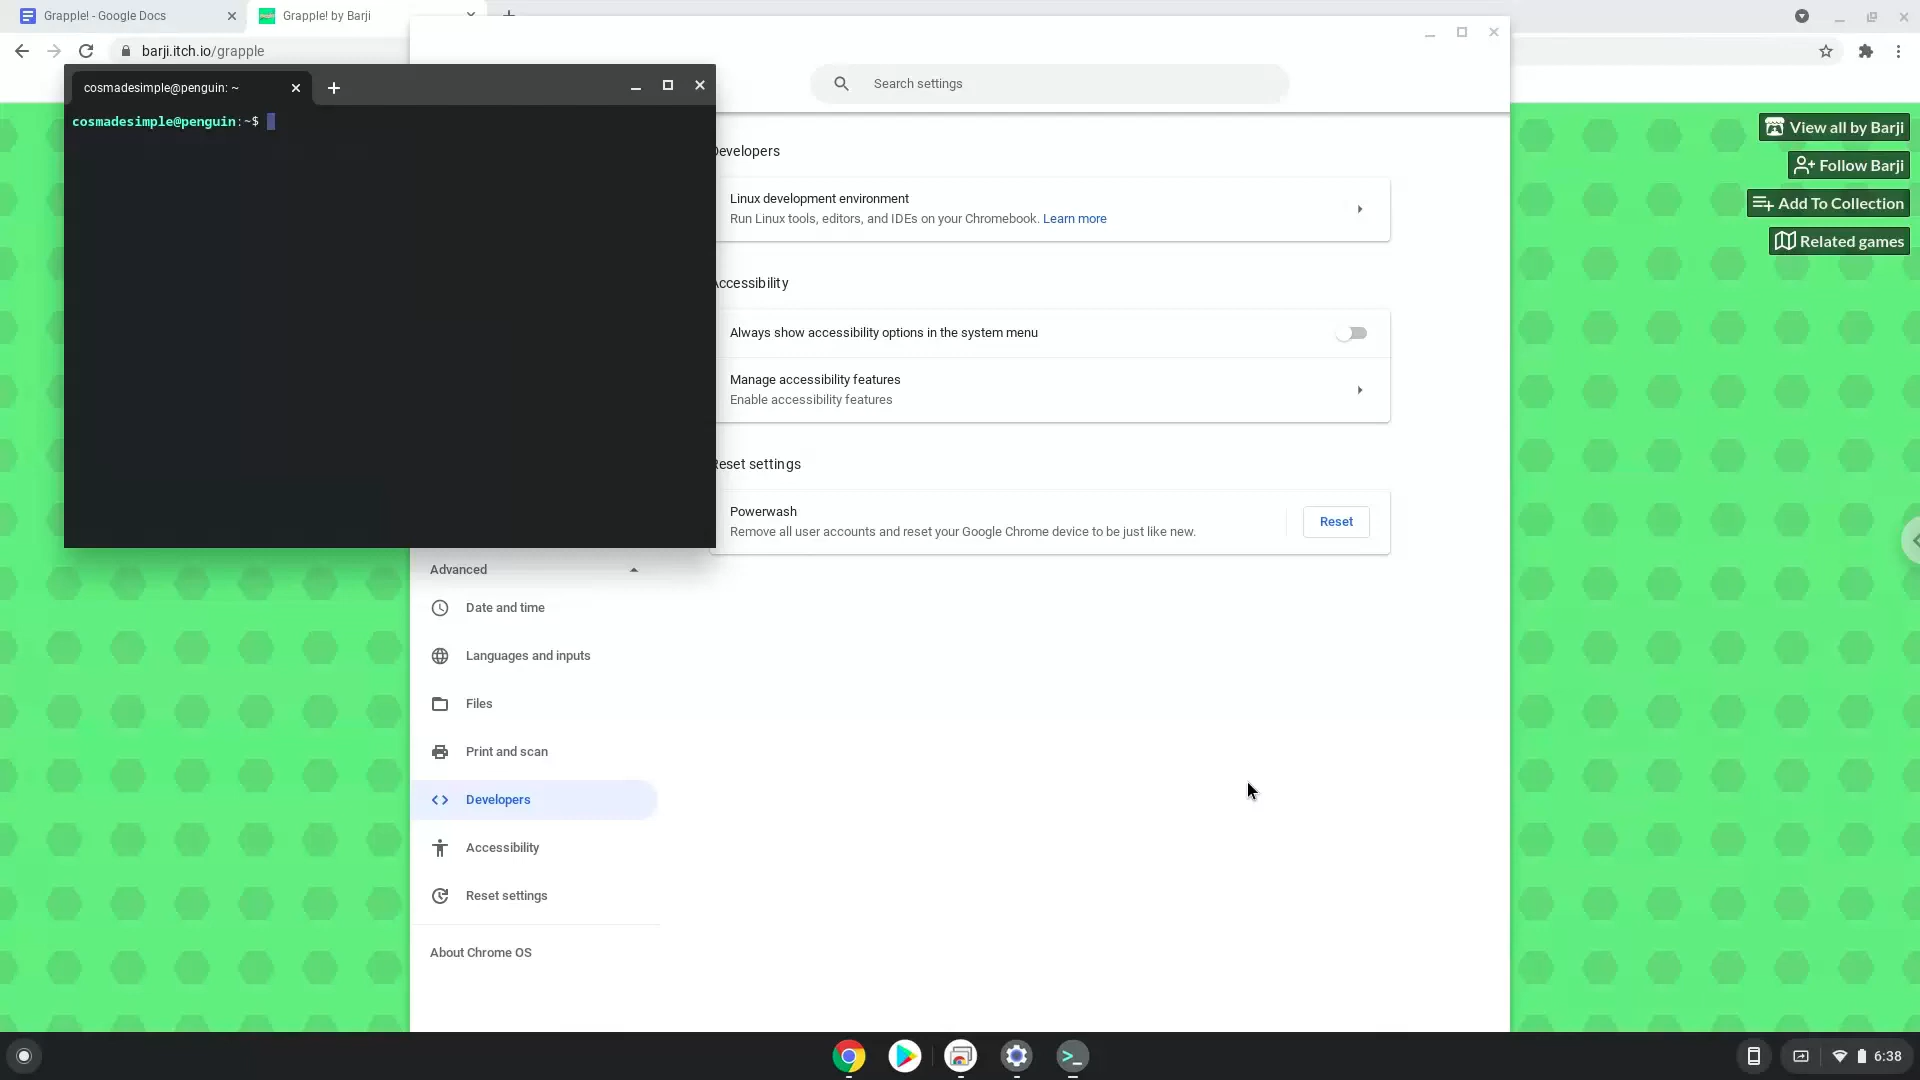 Grapple! - Google Docs
Grapple! by Barji
barji.itch.io/grapple
cosmadesimple@penguin: ~
cosmadesimple@penguin:~$
Search settings
Developers
Linux development environment
Run Linux tools, editors, and IDEs on your Chromebook. Learn more
Accessibility
Always show accessibility options in the system menu
Manage accessibility features
Enable accessibility features
Reset settings
Powerwash
Remove all user accounts and reset your Google Chrome device to be just like new.
Reset
Advanced
Date and time
Languages and inputs
Files
Print and scan
Developers
Accessibility
Reset settings
About Chrome OS
View all by Barji
Follow Barji
Add To Collection
Related games
6:38